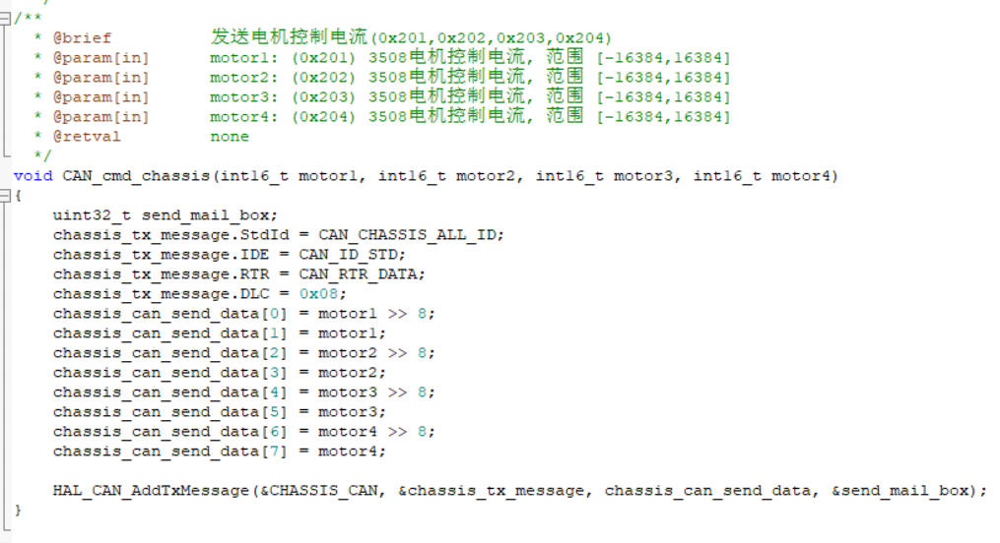 /**
* @brief 发送电机控制电流(0x201,0x202,0x203,0x204)
* @param[in] motor1: (0x201) 3508电机控制电流, 范围 [-16384,16384]
* @param[in] motor2: (0x202) 3508电机控制电流, 范围 [-16384,16384]
* @param[in] motor3: (0x203) 3508电机控制电流, 范围 [-16384,16384]
* @param[in] motor4: (0x204) 3508电机控制电流, 范围 [-16384,16384]
* @retval none
*/
void CAN_cmd_chassis(int16_t motor1, int16_t motor2, int16_t motor3, int16_t motor4)
{
uint32_t send_mail_box;
chassis_tx_message.StdId = CAN_CHASSIS_ALL_ID;
chassis_tx_message.IDE = CAN_ID_STD;
chassis_tx_message.RTR = CAN_RTR_DATA;
chassis_tx_message.DLC = 0x08;
chassis_can_send_data[0] = motor1 >> 8;
chassis_can_send_data[1] = motor1;
chassis_can_send_data[2] = motor2 >> 8;
chassis_can_send_data[3] = motor2;
chassis_can_send_data[4] = motor3 >> 8;
chassis_can_send_data[5] = motor3;
chassis_can_send_data[6] = motor4 >> 8;
chassis_can_send_data[7] = motor4;
HAL_CAN_AddTxMessage(&CHASSIS_CAN, &chassis_tx_message, chassis_can_send_data, &send_mail_box);
}